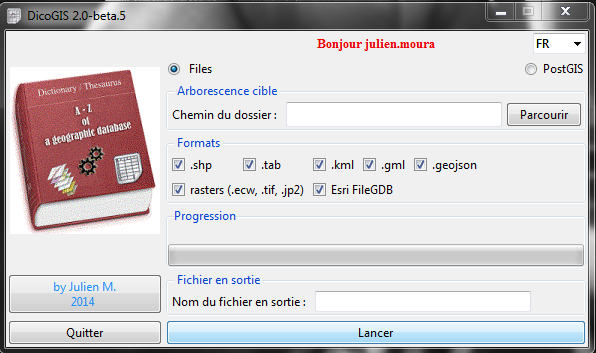 DicoGIS 2.0-beta.5
Bonjour julien.moura
FR
Files
PostGIS
Dictionary / Thesaurus
A - Z
of
a geographic database
Arborescence cible
Chemin du dossier :
Parcourir
Formats
.shp .tab .kml .gml .geojson
rasters (.ecw, .tif, .jp2) Esri FileGDB
Progression
by Julien M.
2014
Fichier en sortie
Nom du fichier en sortie :
Quitter
Lancer